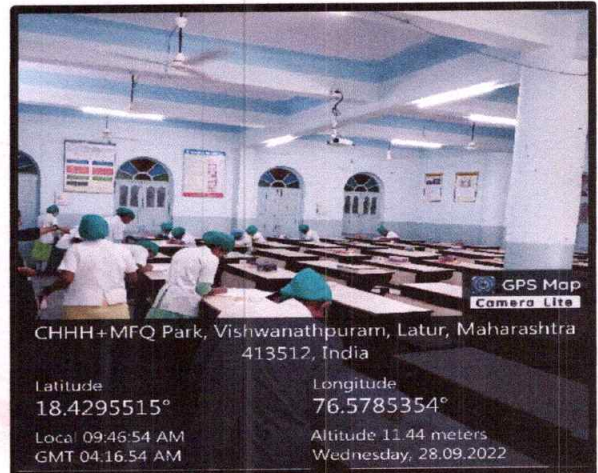 GPS Map
Camera Lite
CHHH+MFQ Park, Vishwanathpuram, Latur, Maharashtra
413512, India
Latitude
18.4295515°
Longitude
76.5785354°
Local 09:46:54 AM
GMT 04:16:54 AM
Altitude 11.44 meters
Wednesday, 28.09.2022